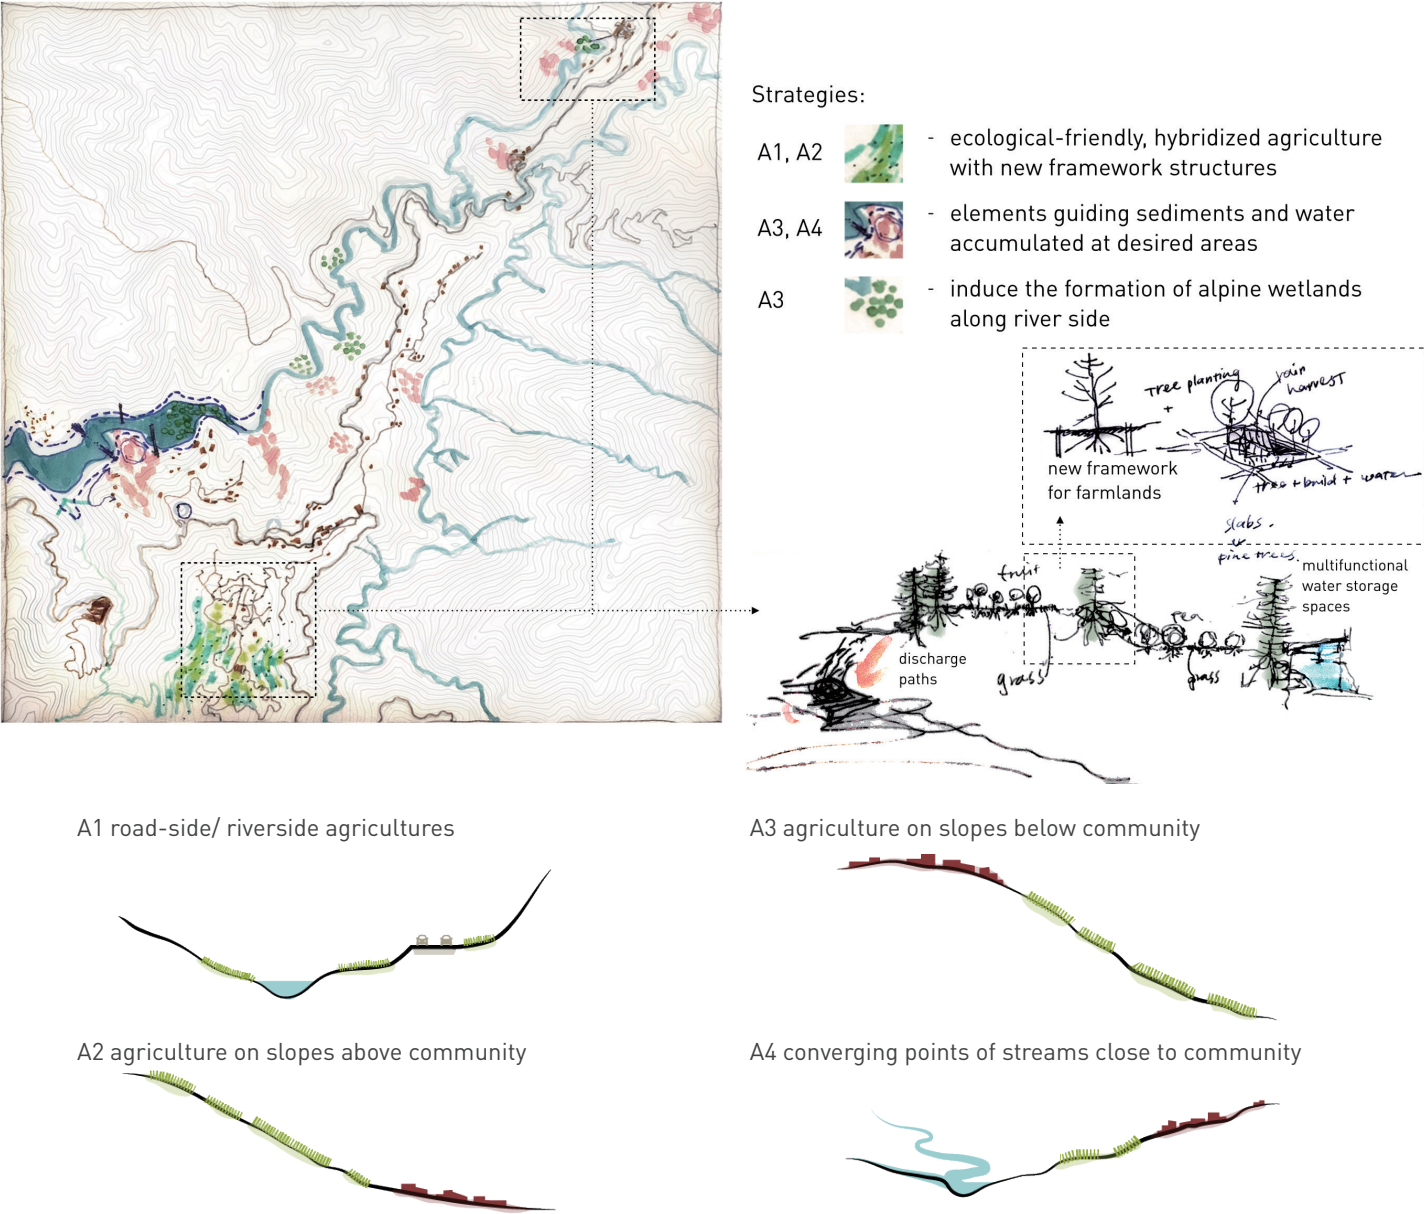 Strategies:
A1, A2
- ecological-friendly, hybridized agriculture
with new framework structures
A3, A4
- elements guiding sediments and water
accumulated at desired areas
A3
- induce the formation of alpine wetlands
along river side
Tree planting
+
rain
harvest
new framework
for farmlands
tree + build + water
+
slabs.
pine trees.
multifunctional
water storage
spaces
fruit
discharge
paths
grass
grass
A1 road-side/ riverside agricultures
A3 agriculture on slopes below community
A2 agriculture on slopes above community
A4 converging points of streams close to community